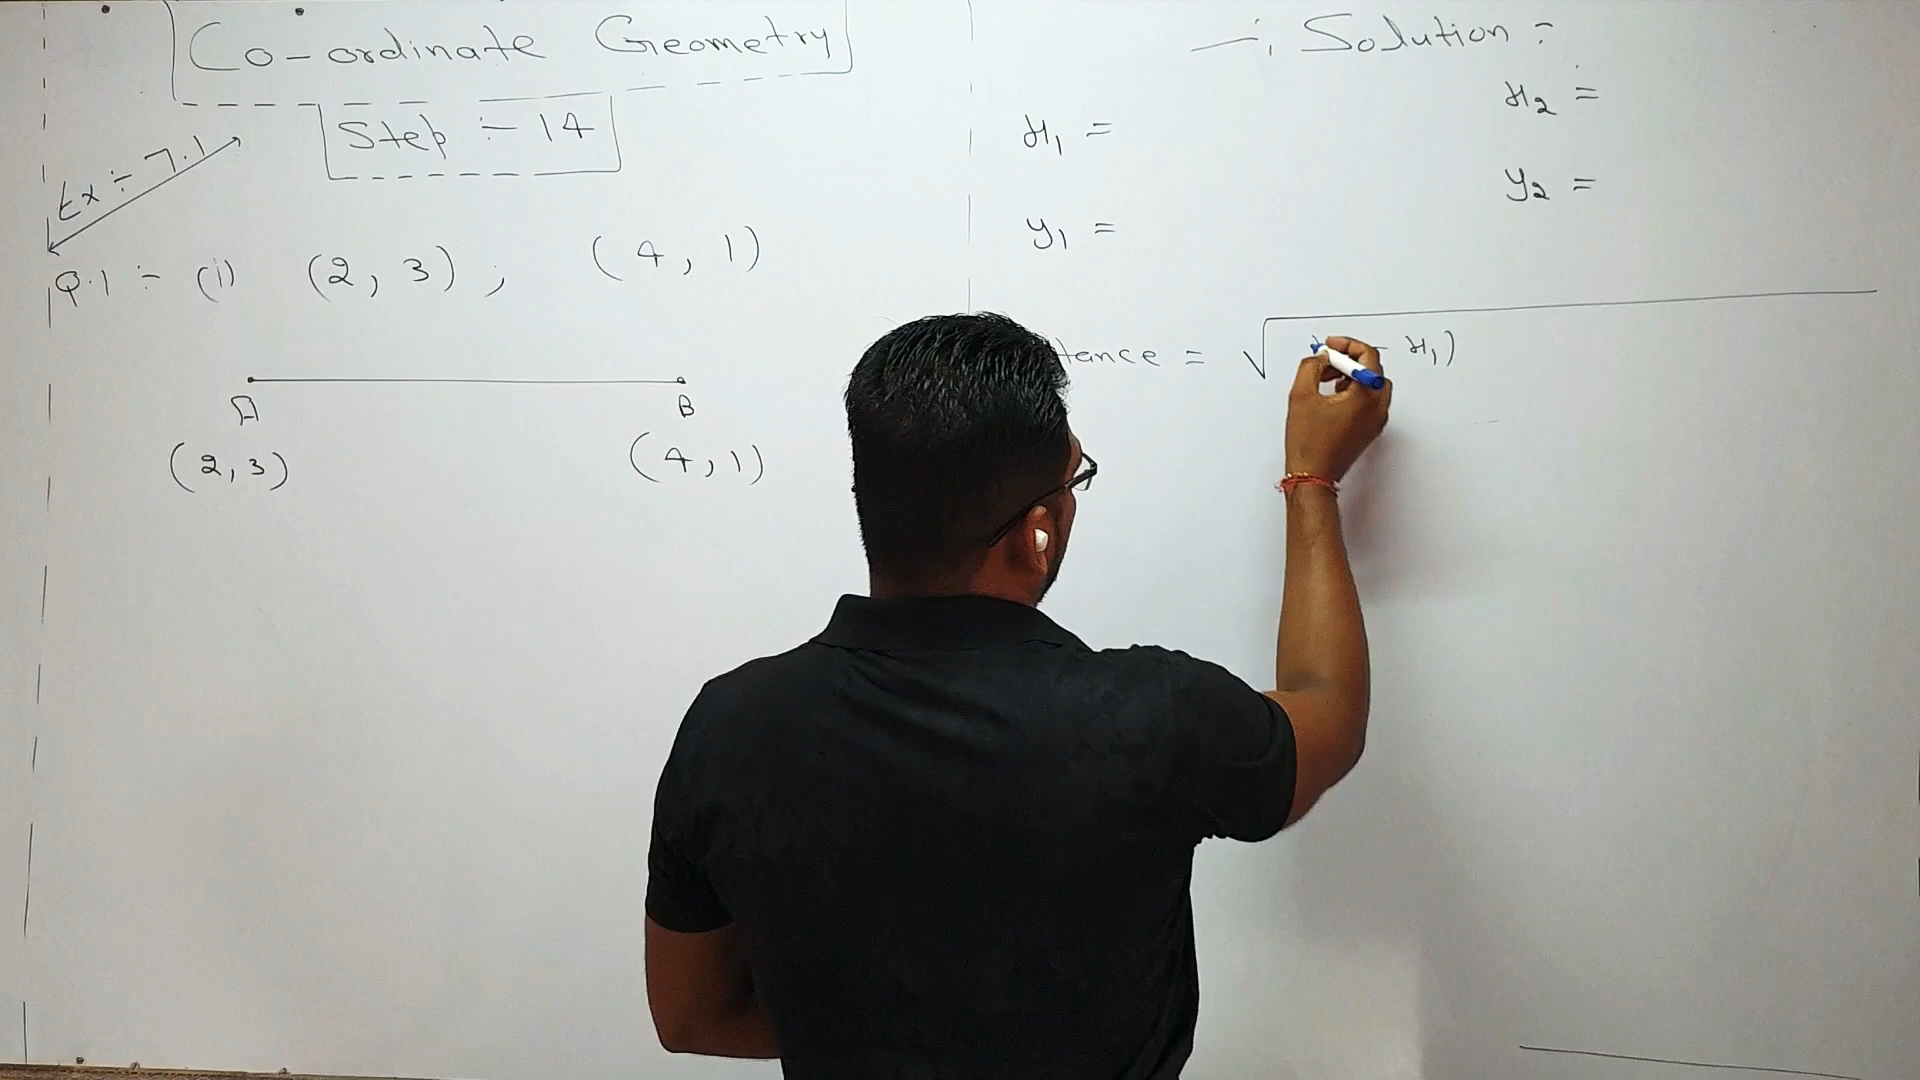 Co-ordinate Geometry
Step :- 14
Ex :- 7.1
Q.1 :- (i) (2, 3) ; (4, 1)
A B
(2, 3) (4, 1)
Solution :
x₁ =
x₂ =
y₁ =
y₂ =
tance = √ - x₁)